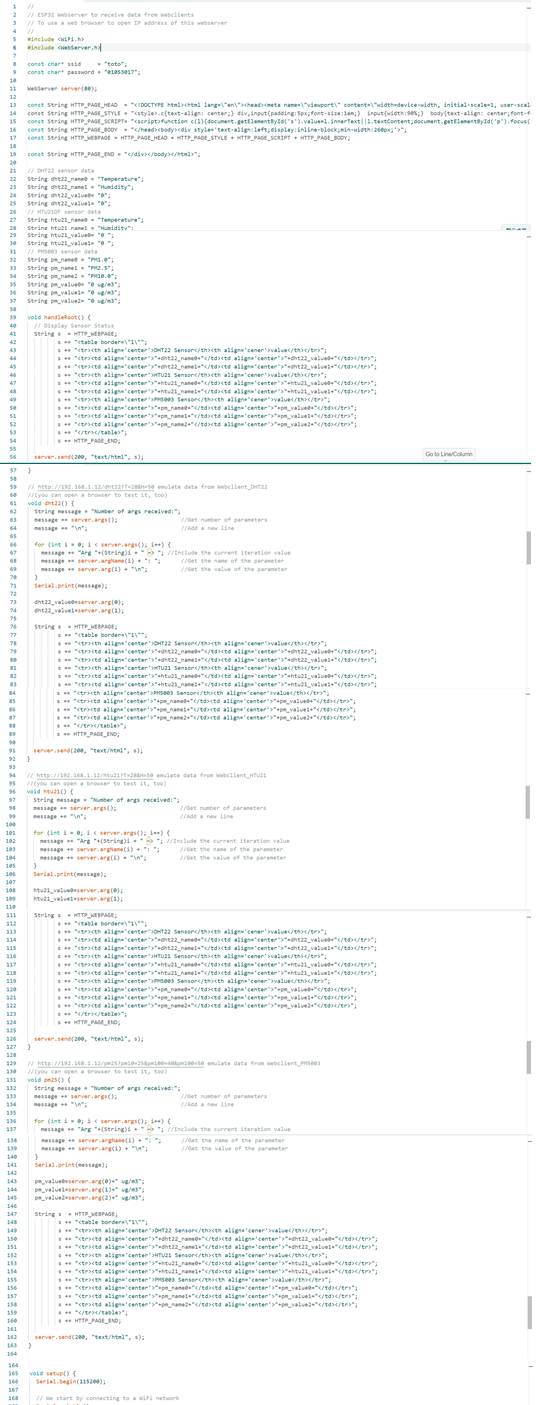 1 //
2 // ESP32 Webserver to receive data from Webclients
3 // To use a web browser to open IP address of this webserver
4 //
5 #include <WiFi.h>
6 #include <WebServer.h>
7
8 const char* ssid = "toto";
9 const char* password = "01053017";
10
11 WebServer server(80);
12
13 const String HTTP_PAGE_HEAD = "<!DOCTYPE html><html lang=\"en\"><head><meta name=\"viewport\" content=\"width=device-width, initial-scale=1, user-scal
14 const String HTTP_PAGE_STYLE = "<style>.c{text-align: center;} div,input{padding:5px;font-size:1em;} input{width:90%;} body{text-align: center;font-f
15 const String HTTP_PAGE_SCRIPT= "<script>function c(l){document.getElementById('s').value=l.innerText||l.textContent;document.getElementById('p').focus(
16 const String HTTP_PAGE_BODY = "</head><body><div style='text-align:left;display:inline-block;min-width:260px;'>";
17 const String HTTP_WEBPAGE = HTTP_PAGE_HEAD + HTTP_PAGE_STYLE + HTTP_PAGE_SCRIPT + HTTP_PAGE_BODY;
18
19 const String HTTP_PAGE_END = "</div></body></html>";
20
21 // DHT22 sensor data
22 String dht22_name0 = "Temperature";
23 String dht22_name1 = "Humidity";
24 String dht22_value0= "0";
25 String dht22_value1= "0";
26 // HTU21DF sensor data
27 String htu21_name0 = "Temperature";
28 String htu21_name1 = "Humidity";
29 String htu21_value0= "0 ";
30 String htu21_value1= "0 ";
31 // PM5003 sensor data
32 String pm_name0 = "PM1.0";
33 String pm_name1 = "PM2.5";
34 String pm_name2 = "PM10.0";
35 String pm_value0= "0 ug/m3";
36 String pm_value1= "0 ug/m3";
37 String pm_value2= "0 ug/m3";
38
39 void handleRoot() {
40 // Display Sensor Status
41 String s = HTTP_WEBPAGE;
42 s += "<table border=\"1\"";
43 s += "<tr><th align='center'>DHT22 Sensor</th><th align='cener'>value</th></tr>";
44 s += "<tr><td align='center'>"+dht22_name0+"</td><td align='center'>"+dht22_value0+"</td></tr>";
45 s += "<tr><td align='center'>"+dht22_name1+"</td><td align='center'>"+dht22_value1+"</td></tr>";
46 s += "<tr><th align='center'>HTU21 Sensor</th><th align='cener'>value</th></tr>";
47 s += "<tr><td align='center'>"+htu21_name0+"</td><td align='center'>"+htu21_value0+"</td></tr>";
48 s += "<tr><td align='center'>"+htu21_name1+"</td><td align='center'>"+htu21_value1+"</td></tr>";
49 s += "<tr><th align='center'>PM5003 Sensor</th><th align='cener'>value</th></tr>";
50 s += "<tr><td align='center'>"+pm_name0+"</td><td align='center'>"+pm_value0+"</td></tr>";
51 s += "<tr><td align='center'>"+pm_name1+"</td><td align='center'>"+pm_value1+"</td></tr>";
52 s += "<tr><td align='center'>"+pm_name2+"</td><td align='center'>"+pm_value2+"</td></tr>";
53 s += "</tr></table>";
54 s += HTTP_PAGE_END;
55
56 server.send(200, "text/html", s);
Go to Line/Column
57 }
58
59 // http://192.168.1.12/dht22?T=28&H=50 emulate data from Webclient_DHT22
60 //(you can open a browser to test it, too)
61 void dht22() {
62 String message = "Number of args received:";
63 message += server.args(); //Get number of parameters
64 message += "\n"; //Add a new line
65
66 for (int i = 0; i < server.args(); i++) {
67 message += "Arg "+(String)i + " –> "; //Include the current iteration value
68 message += server.argName(i) + ": "; //Get the name of the parameter
69 message += server.arg(i) + "\n"; //Get the value of the parameter
70 }
71 Serial.print(message);
72
73 dht22_value0=server.arg(0);
74 dht22_value1=server.arg(1);
75
76 String s = HTTP_WEBPAGE;
77 s += "<table border=\"1\"";
78 s += "<tr><th align='center'>DHT22 Sensor</th><th align='cener'>value</th></tr>";
79 s += "<tr><td align='center'>"+dht22_name0+"</td><td align='center'>"+dht22_value0+"</td></tr>";
80 s += "<tr><td align='center'>"+dht22_name1+"</td><td align='center'>"+dht22_value1+"</td></tr>";
81 s += "<tr><th align='center'>HTU21 Sensor</th><th align='cener'>value</th></tr>";
82 s += "<tr><td align='center'>"+htu21_name0+"</td><td align='center'>"+htu21_value0+"</td></tr>";
83 s += "<tr><td align='center'>"+htu21_name1+"</td><td align='center'>"+htu21_value1+"</td></tr>";
84 s += "<tr><th align='center'>PM5003 Sensor</th><th align='cener'>value</th></tr>";
85 s += "<tr><td align='center'>"+pm_name0+"</td><td align='center'>"+pm_value0+"</td></tr>";
86 s += "<tr><td align='center'>"+pm_name1+"</td><td align='center'>"+pm_value1+"</td></tr>";
87 s += "<tr><td align='center'>"+pm_name2+"</td><td align='center'>"+pm_value2+"</td></tr>";
88 s += "</tr></table>";
89 s += HTTP_PAGE_END;
90
91 server.send(200, "text/html", s);
92 }
93
94 // http://192.168.1.12/htu21?T=28&H=50 emulate data from Webclient_HTU21
95 //(you can open a browser to test it, too)
96 void htu21() {
97 String message = "Number of args received:";
98 message += server.args(); //Get number of parameters
99 message += "\n"; //Add a new line
100
101 for (int i = 0; i < server.args(); i++) {
102 message += "Arg "+(String)i + " –> "; //Include the current iteration value
103 message += server.argName(i) + ": "; //Get the name of the parameter
104 message += server.arg(i) + "\n"; //Get the value of the parameter
105 }
106 Serial.print(message);
107
108 htu21_value0=server.arg(0);
109 htu21_value1=server.arg(1);
110
111 String s = HTTP_WEBPAGE;
112 s += "<table border=\"1\"";
113 s += "<tr><th align='center'>DHT22 Sensor</th><th align='cener'>value</th></tr>";
114 s += "<tr><td align='center'>"+dht22_name0+"</td><td align='center'>"+dht22_value0+"</td></tr>";
115 s += "<tr><td align='center'>"+dht22_name1+"</td><td align='center'>"+dht22_value1+"</td></tr>";
116 s += "<tr><th align='center'>HTU21 Sensor</th><th align='cener'>value</th></tr>";
117 s += "<tr><td align='center'>"+htu21_name0+"</td><td align='center'>"+htu21_value0+"</td></tr>";
118 s += "<tr><td align='center'>"+htu21_name1+"</td><td align='center'>"+htu21_value1+"</td></tr>";
119 s += "<tr><th align='center'>PM5003 Sensor</th><th align='cener'>value</th></tr>";
120 s += "<tr><td align='center'>"+pm_name0+"</td><td align='center'>"+pm_value0+"</td></tr>";
121 s += "<tr><td align='center'>"+pm_name1+"</td><td align='center'>"+pm_value1+"</td></tr>";
122 s += "<tr><td align='center'>"+pm_name2+"</td><td align='center'>"+pm_value2+"</td></tr>";
123 s += "</tr></table>";
124 s += HTTP_PAGE_END;
125
126 server.send(200, "text/html", s);
127 }
128
129 // http://192.168.1.12/pm25?pm10=25&pm100=40&pm100=50 emulate data from Webclient_PM5003
130 //(you can open a browser to test it, too)
131 void pm25() {
132 String message = "Number of args received:";
133 message += server.args(); //Get number of parameters
134 message += "\n"; //Add a new line
135
136 for (int i = 0; i < server.args(); i++) {
137 message += "Arg "+(String)i + " –> "; //Include the current iteration value
138 message += server.argName(i) + ": "; //Get the name of the parameter
139 message += server.arg(i) + "\n"; //Get the value of the parameter
140 }
141 Serial.print(message);
142
143 pm_value0=server.arg(0)+" ug/m3";
144 pm_value1=server.arg(1)+" ug/m3";
145 pm_value2=server.arg(2)+" ug/m3";
146
147 String s = HTTP_WEBPAGE;
148 s += "<table border=\"1\"";
149 s += "<tr><th align='center'>DHT22 Sensor</th><th align='cener'>value</th></tr>";
150 s += "<tr><td align='center'>"+dht22_name0+"</td><td align='center'>"+dht22_value0+"</td></tr>";
151 s += "<tr><td align='center'>"+dht22_name1+"</td><td align='center'>"+dht22_value1+"</td></tr>";
152 s += "<tr><th align='center'>HTU21 Sensor</th><th align='cener'>value</th></tr>";
153 s += "<tr><td align='center'>"+htu21_name0+"</td><td align='center'>"+htu21_value0+"</td></tr>";
154 s += "<tr><td align='center'>"+htu21_name1+"</td><td align='center'>"+htu21_value1+"</td></tr>";
155 s += "<tr><th align='center'>PM5003 Sensor</th><th align='cener'>value</th></tr>";
156 s += "<tr><td align='center'>"+pm_name0+"</td><td align='center'>"+pm_value0+"</td></tr>";
157 s += "<tr><td align='center'>"+pm_name1+"</td><td align='center'>"+pm_value1+"</td></tr>";
158 s += "<tr><td align='center'>"+pm_name2+"</td><td align='center'>"+pm_value2+"</td></tr>";
159 s += "</tr></table>";
160 s += HTTP_PAGE_END;
161
162 server.send(200, "text/html", s);
163 }
164
164
165 void setup() {
166 Serial.begin(115200);
167
168 // We start by connecting to a WiFi network